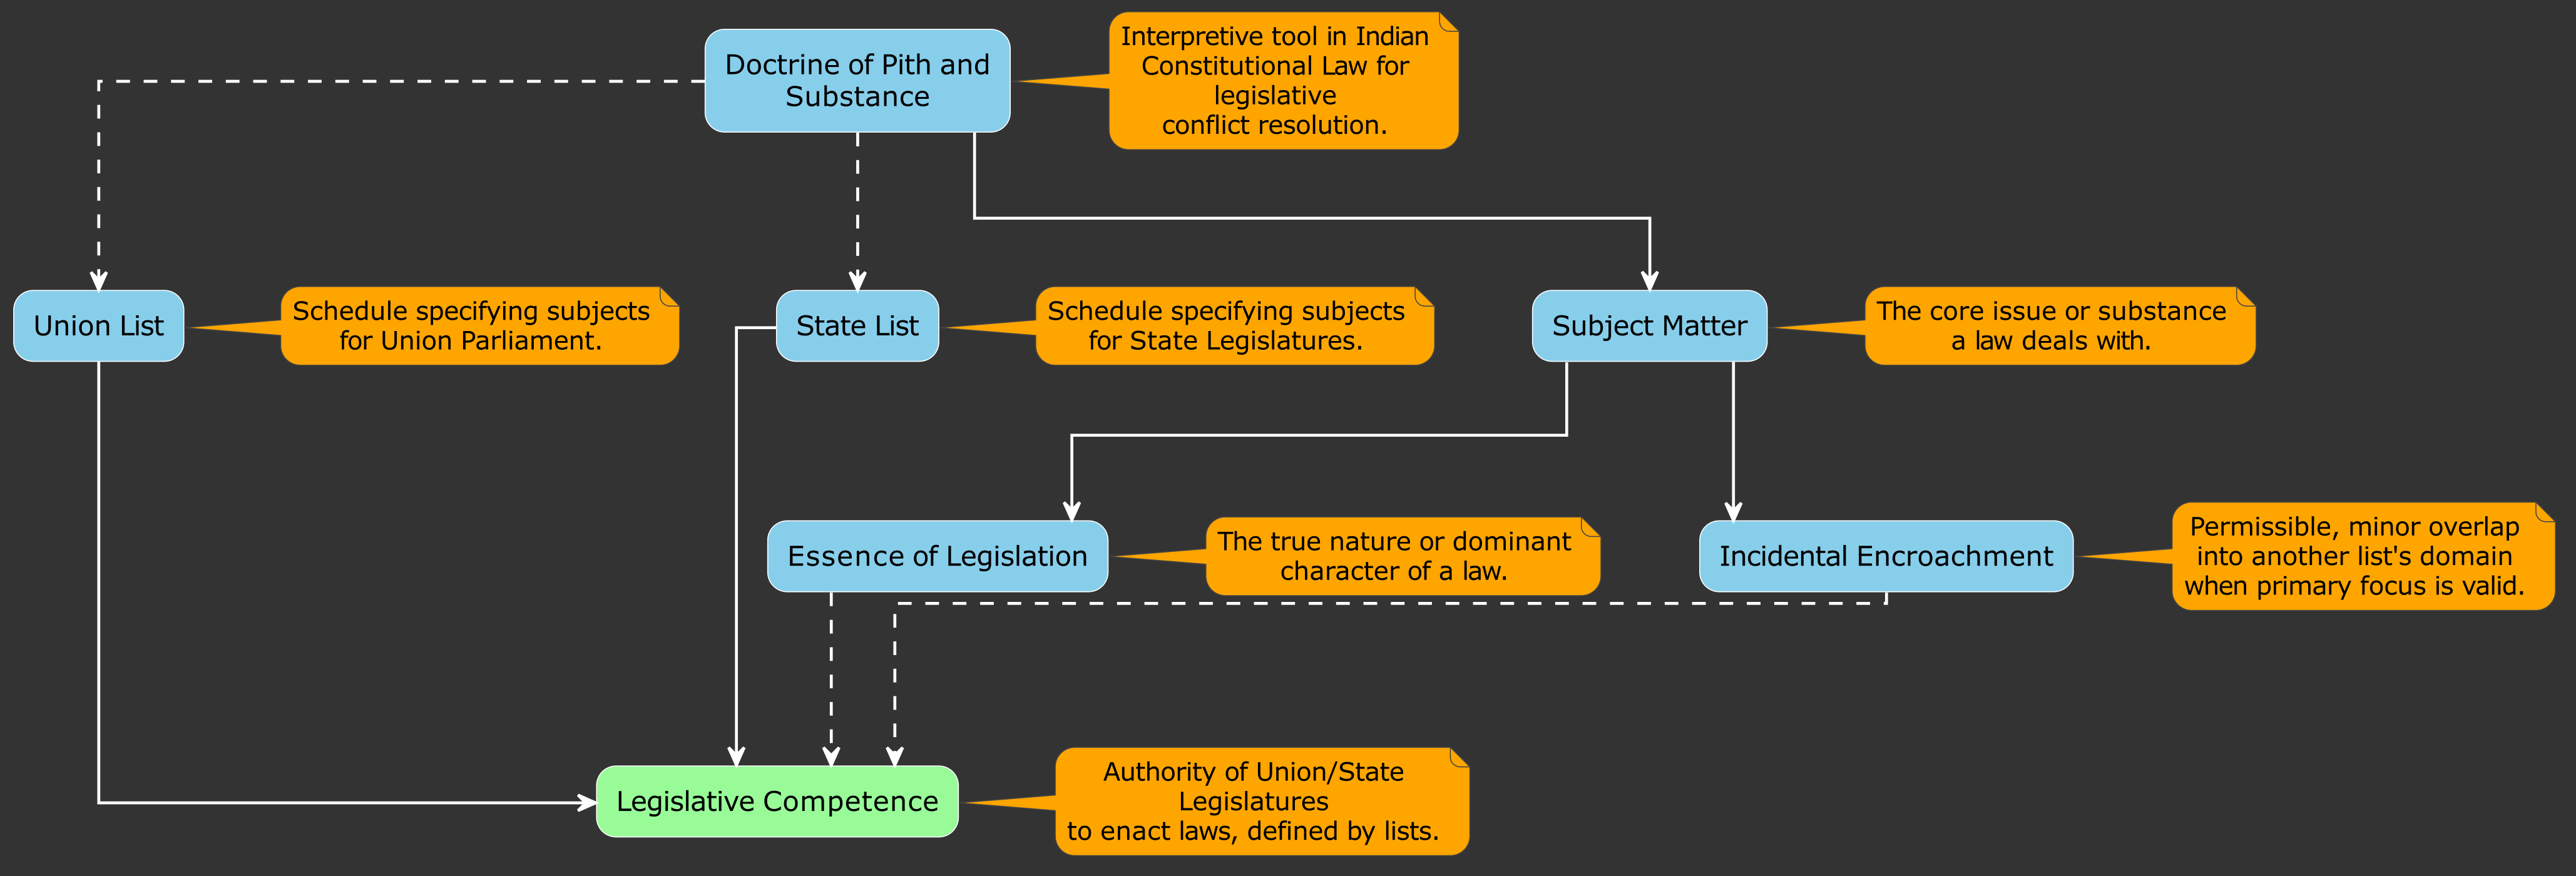 Doctrine of Pith and
Substance
Interpretive tool in Indian
Constitutional Law for
legislative
conflict resolution.
Union List
Schedule specifying subjects
for Union Parliament.
State List
Schedule specifying subjects
for State Legislatures.
Subject Matter
The core issue or substance
a law deals with.
Essence of Legislation
The true nature or dominant
character of a law.
Incidental Encroachment
Permissible, minor overlap
into another list's domain
when primary focus is valid.
Legislative Competence
Authority of Union/State
Legislatures
to enact laws, defined by lists.